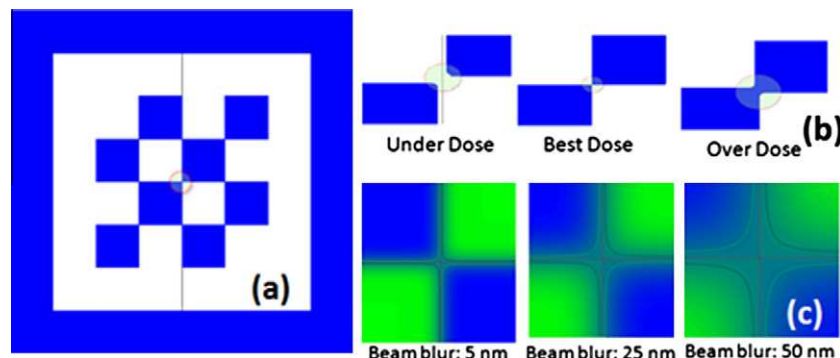 (a)
Under Dose
Best Dose
Over Dose
(b)
(c)
Beam blur: 5 nm
Beam blur: 25 nm
Beam blur: 50 nm